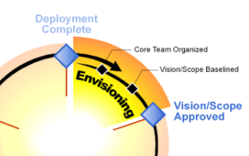 Deployment
Complete
Core Team Organized
Vision/Scope Baselined
Envisioning
Vision/Scope
Approved